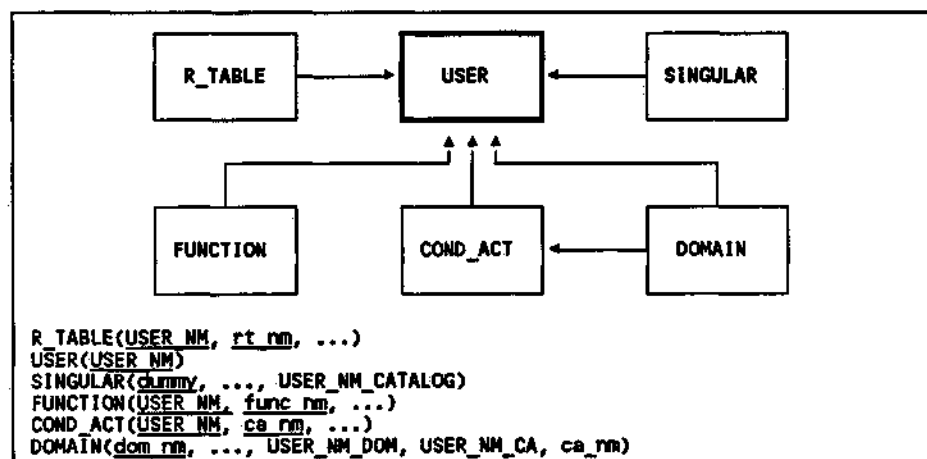 R_TABLE USER SINGULAR
FUNCTION COND_ACT DOMAIN
R_TABLE(USER_NM, rt_nm, ...)
USER(USER_NM)
SINGULAR(dummy, ..., USER_NM_CATALOG)
FUNCTION(USER_NM, func_nm, ...)
COND_ACT(USER_NM, ca_nm, ...)
DOMAIN(dom_nm, ..., USER_NM_DOM, USER_NM_CA, ca_nm)